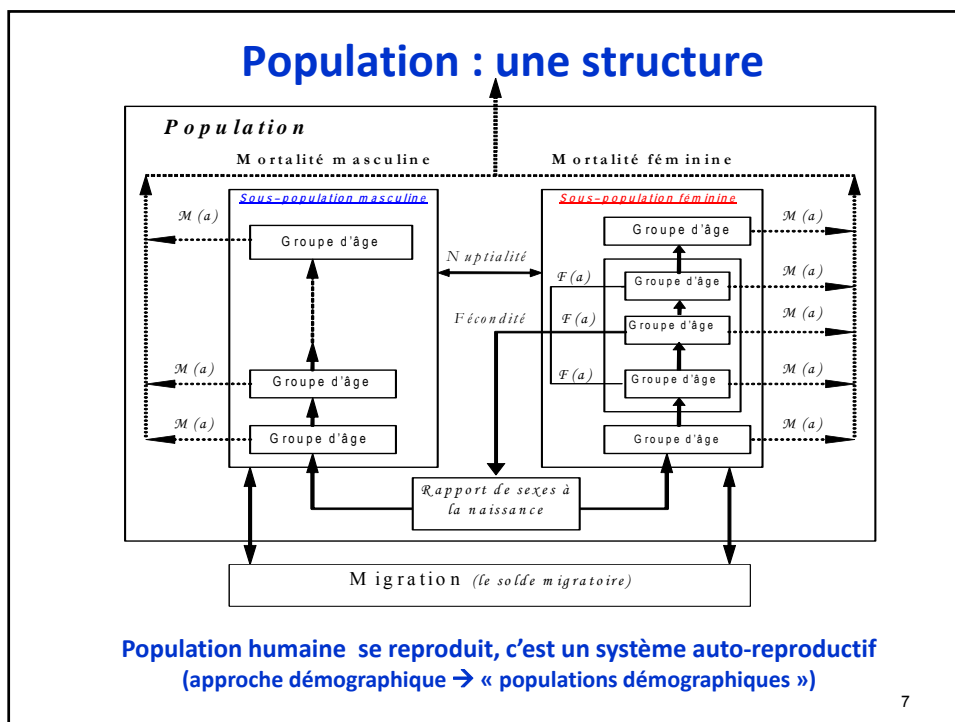 Population : une structure
Population
Mortalité masculine
Mortalité féminine
Sous-population masculine
Sous-population féminine
M (a)
Groupe d'âge
Groupe d'âge
M (a)
Nuptialité
F(a)
Groupe d'âge
M (a)
Fécondité
F(a)
Groupe d'âge
M (a)
M (a)
Groupe d'âge
F(a)
Groupe d'âge
M (a)
M (a)
Groupe d'âge
Groupe d'âge
M (a)
Rapport de sexes à
la naissance
Migration (le solde migratoire)
Population humaine se reproduit, c'est un système auto-reproductif
(approche démographique → « populations démographiques »)
7